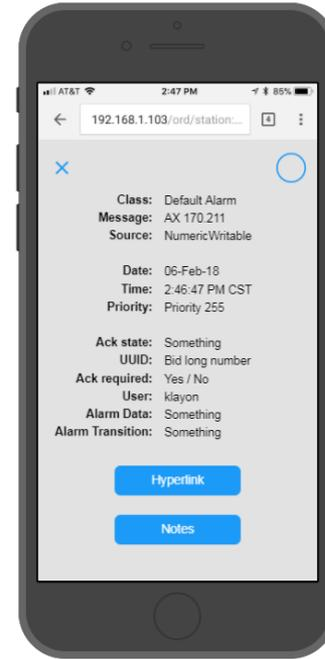 AT&T 2:47 PM 85%
192.168.1.103/ord/station:... 4
Class: Default Alarm
Message: AX 170.211
Source: NumericWritable
Date: 06-Feb-18
Time: 2:46:47 PM CST
Priority: Priority 255
Ack state: Something
UUID: Bid long number
Ack required: Yes / No
User: klayon
Alarm Data: Something
Alarm Transition: Something
Hyperlink
Notes